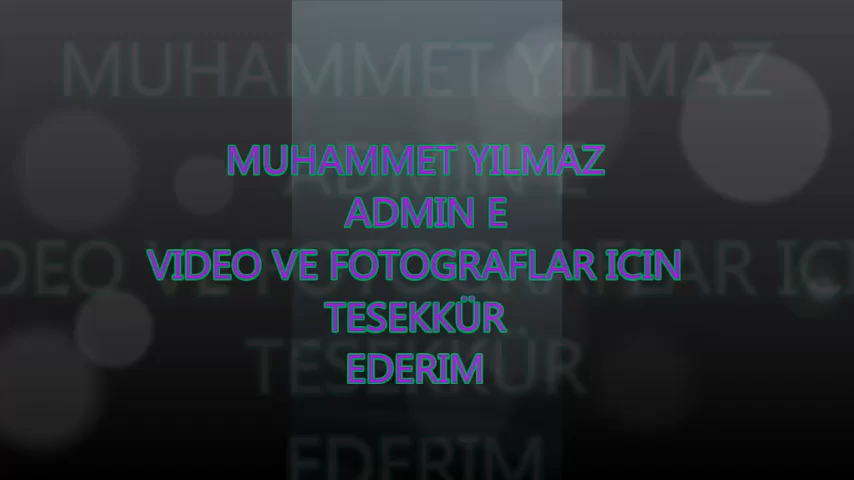 MUHAMMET YILMAZ
ADMIN E
VIDEO VE FOTOGRAFLAR ICIN
TESEKKÜR
EDERIM